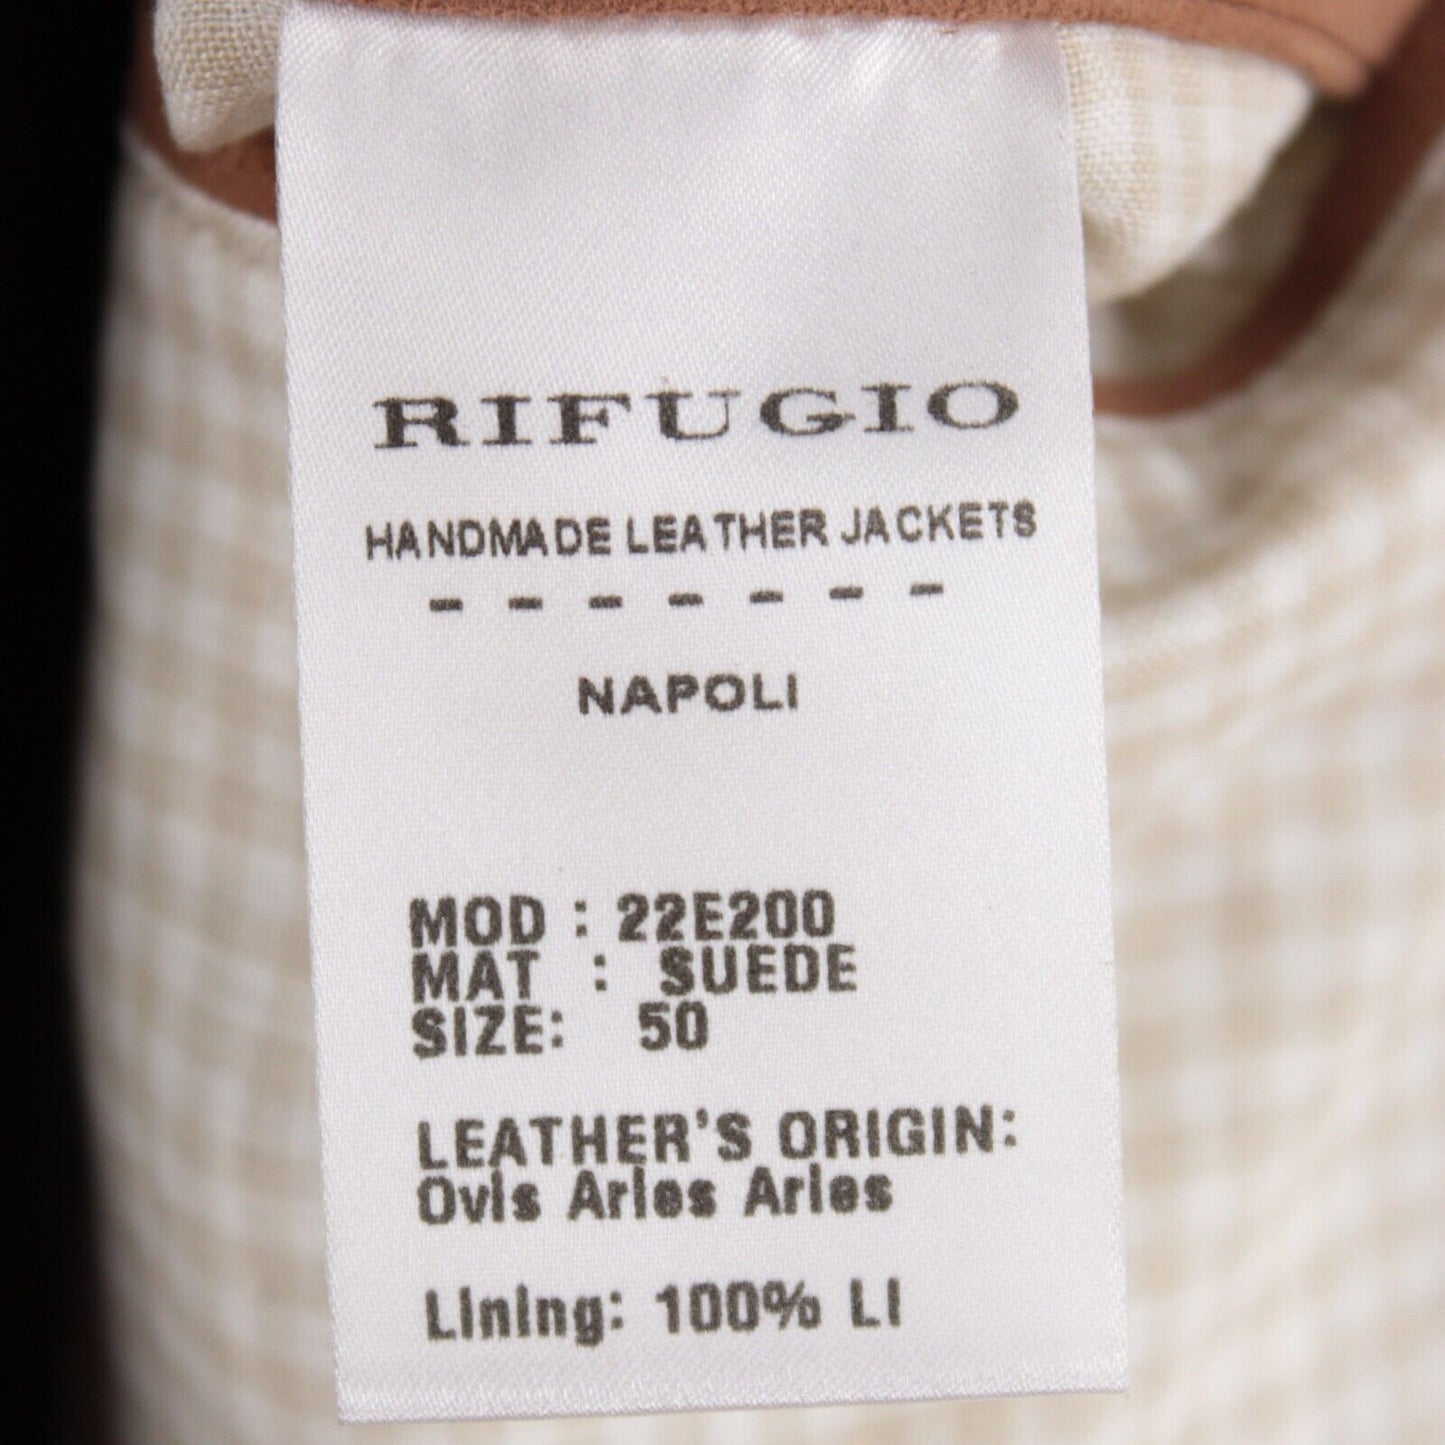 RIFUGIO
HANDMADE LEATHER JACKETS
- - - - - - -
NAPOLI
MOD : 22E200
MAT : SUEDE
SIZE: 50
LEATHER'S ORIGIN:
Ovis Aries Aries
Lining: 100% LI